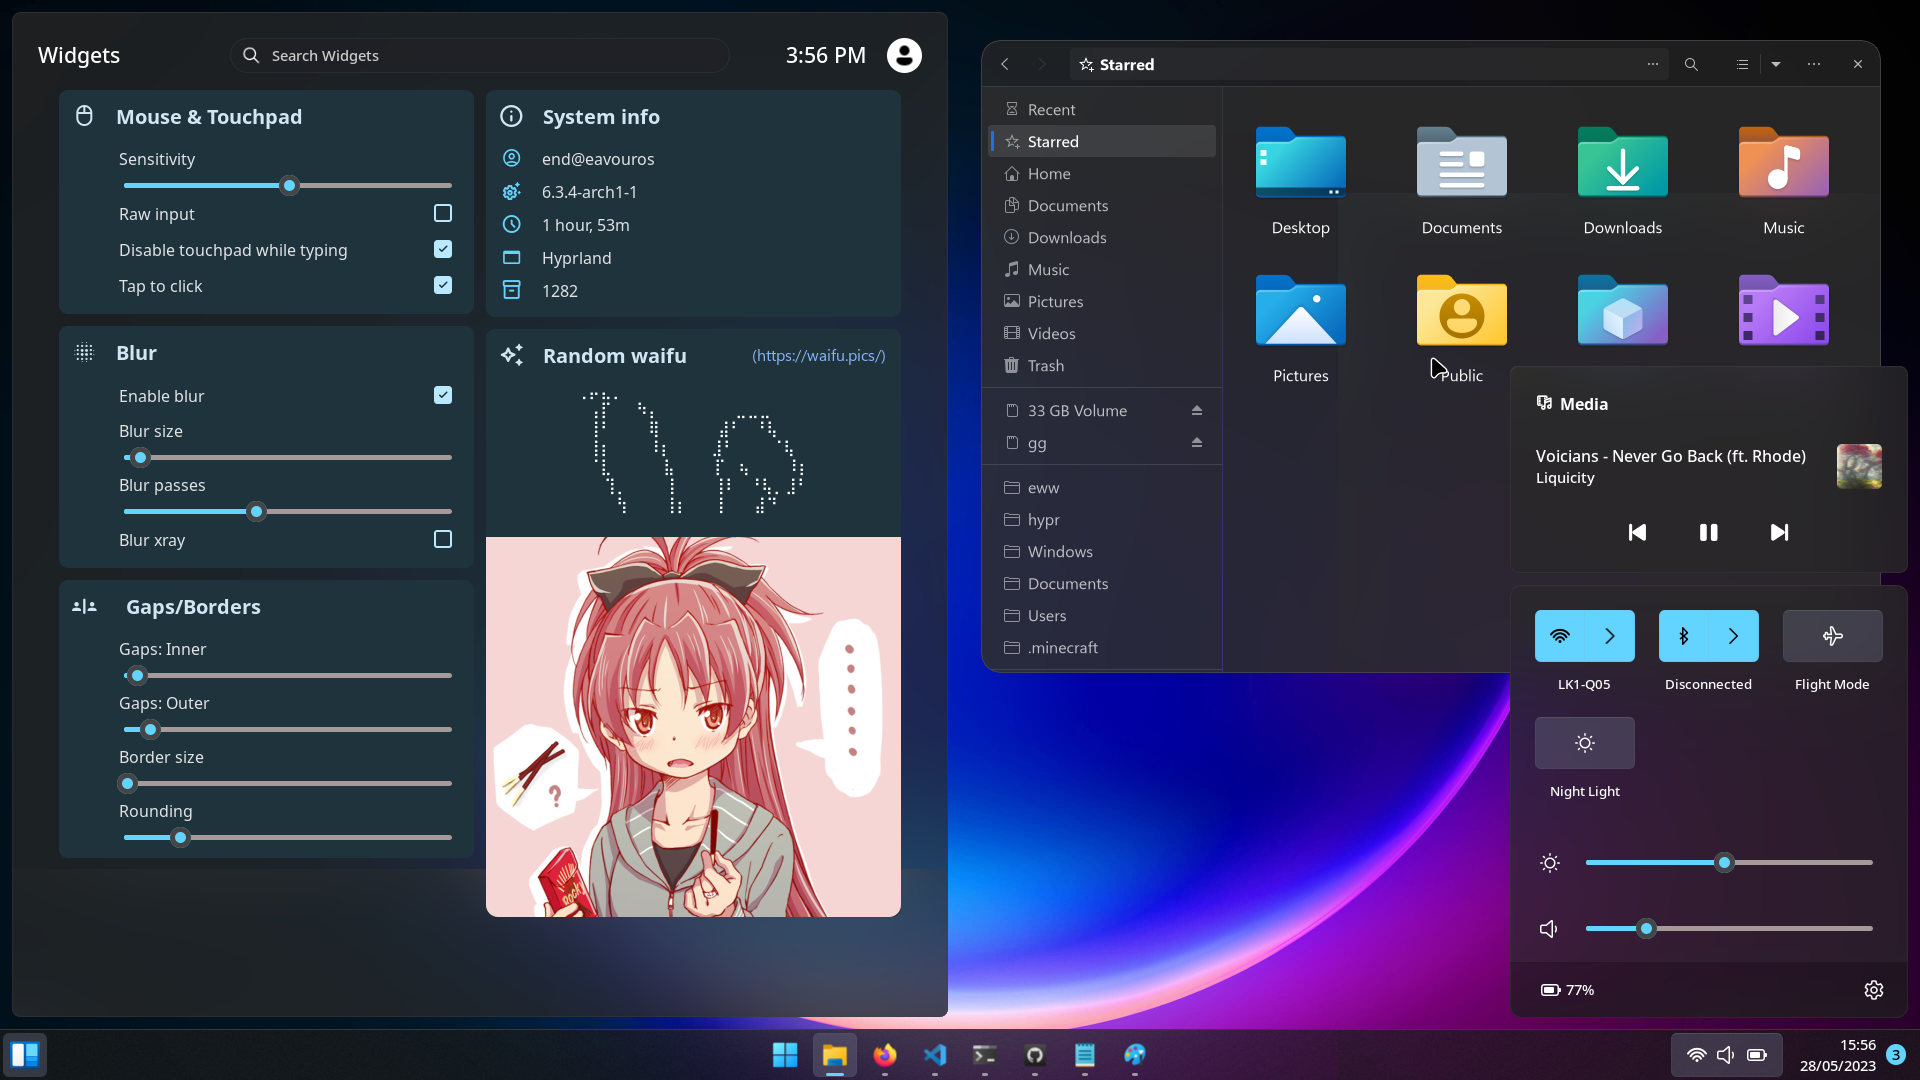 Widgets
Search Widgets
3:56 PM
Mouse & Touchpad
Sensitivity
Raw input
Disable touchpad while typing
Tap to click
Blur
Enable blur
Blur size
Blur passes
Blur xray
Gaps/Borders
Gaps: Inner
Gaps: Outer
Border size
Rounding
System info
end@eavouros
6.3.4-arch1-1
1 hour, 53m
Hyprland
1282
Random waifu
(https://waifu.pics/)
?
Pocky
Starred
Recent
Starred
Home
Documents
Downloads
Music
Pictures
Videos
Trash
33 GB Volume
gg
eww
hypr
Windows
Documents
Users
.minecraft
Desktop
Documents
Downloads
Music
Pictures
Public
Media
Voicians - Never Go Back (ft. Rhode)
Liquicity
LK1-Q05
Disconnected
Flight Mode
Night Light
77%
15:56
28/05/2023
3